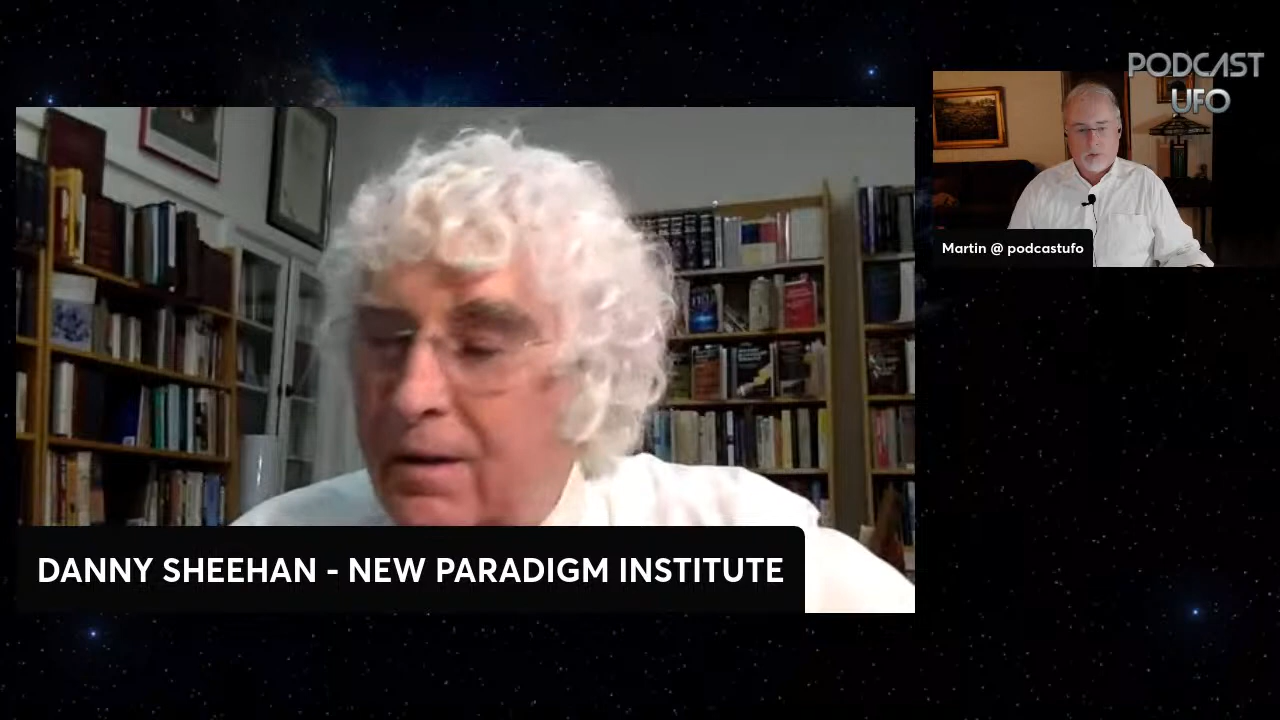 PODCAST
UFO
Martin @ podcastufo
DANNY SHEEHAN - NEW PARADIGM INSTITUTE